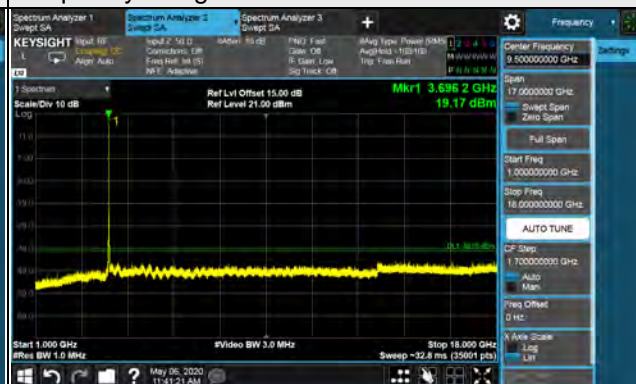 Spectrum Analyzer 1
Swept SA
Spectrum Analyzer 2
Swept SA
Spectrum Analyzer 3
Swept SA
+
Frequency
KEYSIGHT
Input: RF
Align: Auto
Input Z: 50 Ω
Corrections: Off
Freq Ref: Int (S)
NFE: Adaptive
PNO: Fast
Gate: Off
IF Gain: Low
Sig Track: Off
Avg Type: Power (RMS)
Trig: Free Run
Center Frequency
9.500000000 GHz
Settings
Span
17.0000000 GHz
Swept Span
Zero Span
Full Span
Start Freq
1.000000000 GHz
Stop Freq
18.000000000 GHz
AUTO TUNE
CF Step
1.700000000 GHz
Auto
Man
Freq Offset
0 Hz
X Axis Scale
Log
Lin
1 Spectrum
Scale/Div 10 dB
Log
Ref Lvl Offset 15.00 dB
Ref Level 21.00 dBm
Mkr1 3.696 2 GHz
19.17 dBm
1
11.0
1.00
Start 1.000 GHz
#Res BW 1.0 MHz
#Video BW 3.0 MHz
Stop 18.000 GHz
Sweep ~32.8 ms (35001 pts)
?
May 06, 2020
11:41:21 AM